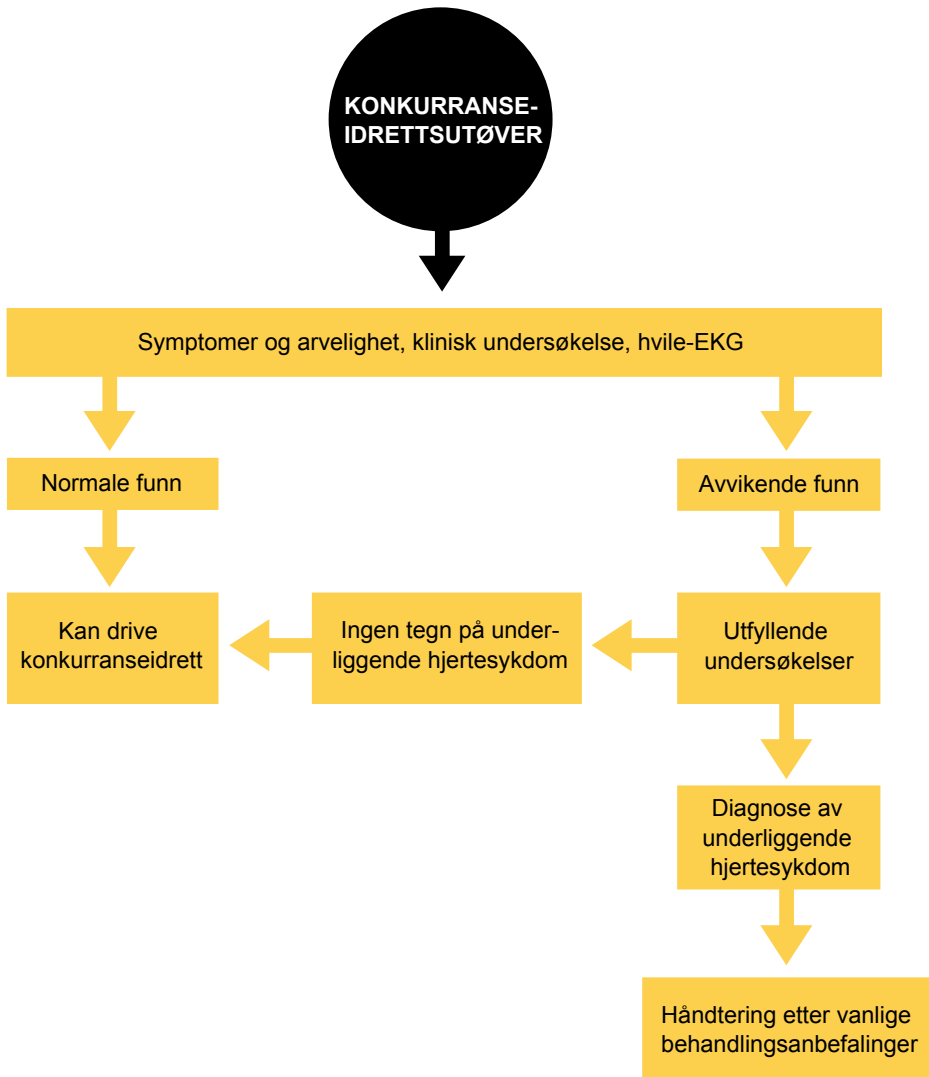 KONKURRANSE-
IDRETTSUTØVER
Symptomer og arvelighet, klinisk undersøkelse, hvile-EKG
Normale funn
Avvikende funn
Kan drive
konkurranseidrett
Ingen tegn på under-
liggende hjertesykdom
Utfyllende
undersøkelser
Diagnose av
underliggende
hjertesykdom
Håndtering etter vanlige
behandlingsanbefalinger